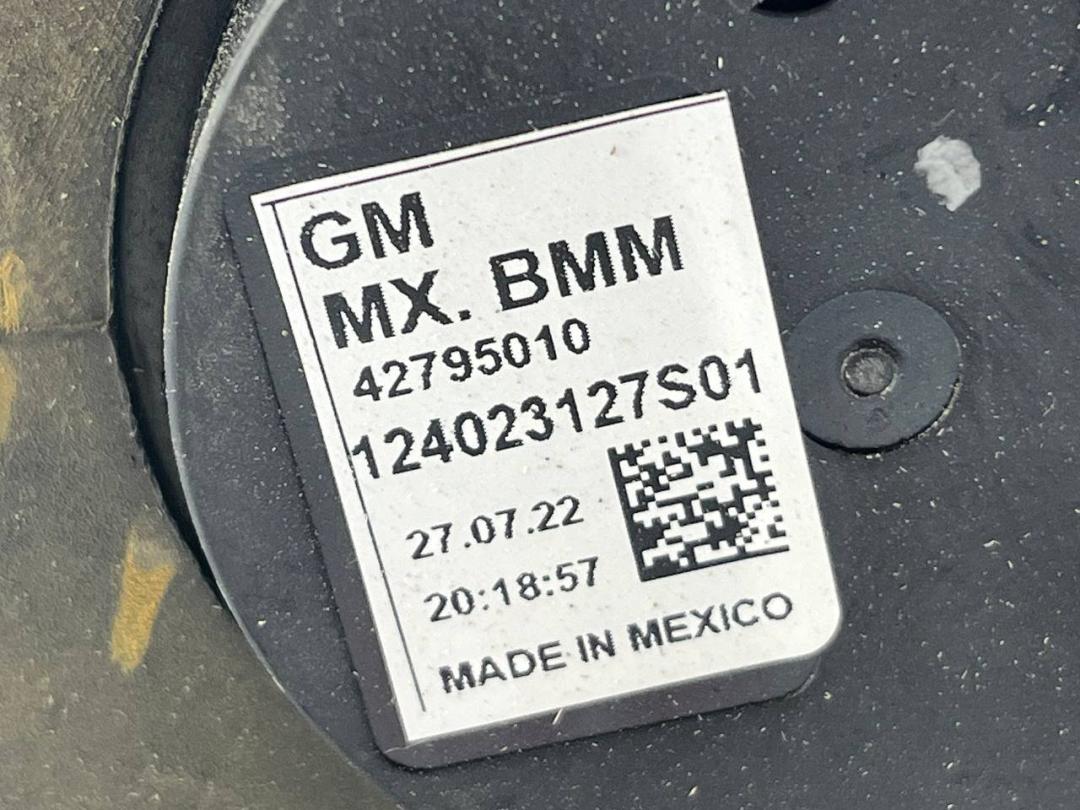 GM
MX. BMM
42795010
124023127S01
27.07.22
20:18:57
MADE IN MEXICO